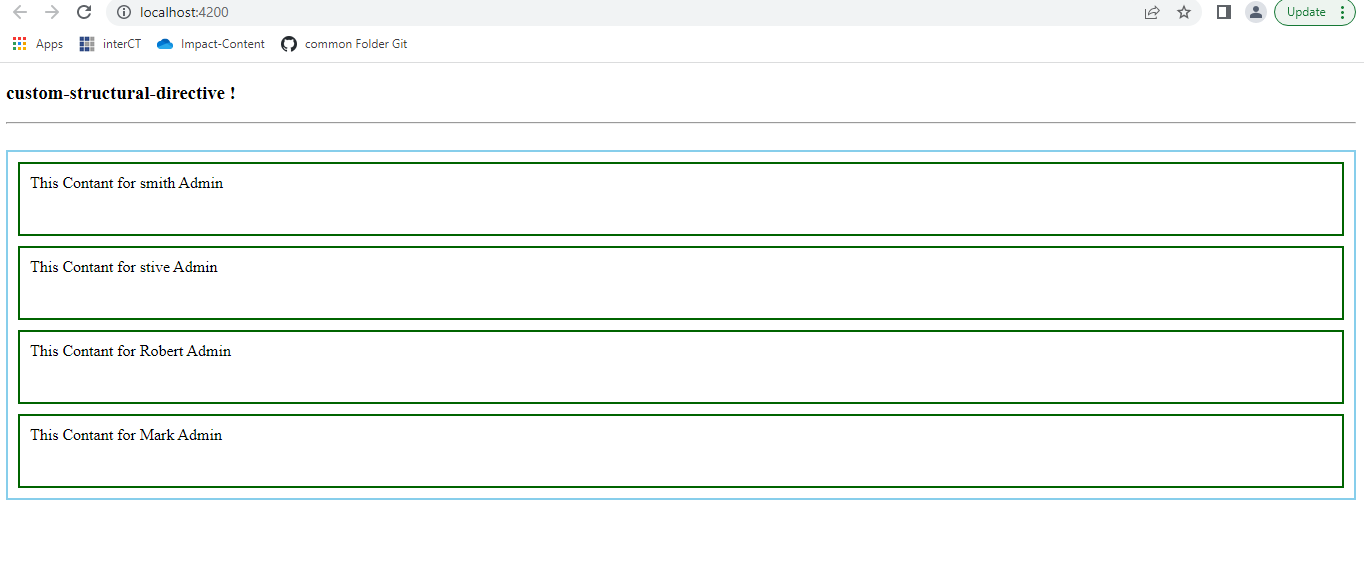 localhost:4200
Update
Apps interCT Impact-Content common Folder Git
custom-structural-directive !
This Contant for smith Admin
This Contant for stive Admin
This Contant for Robert Admin
This Contant for Mark Admin